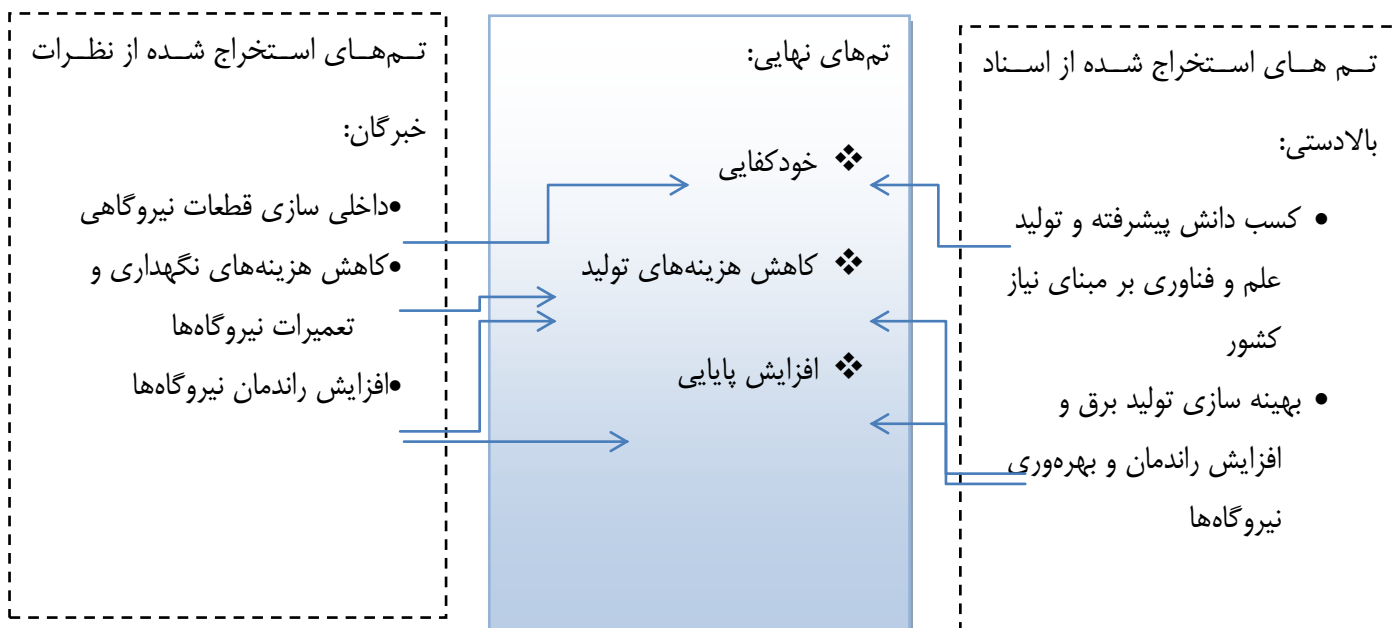 تم های استخراج شده از اسناد
بالادستی:
• کسب دانش پیشرفته و تولید
علم و فناوری بر مبنای نیاز
کشور
• بهینه سازی تولید برق و
افزایش راندمان و بهره‌وری
نیروگاه‌ها
تم‌های نهایی:
❖ خودکفایی
❖ کاهش هزینه‌های تولید
❖ افزایش پایایی
تم‌های استخراج شده از نظرات
خبرگان:
•داخلی سازی قطعات نیروگاهی
•کاهش هزینه‌های نگهداری و
تعمیرات نیروگاه‌ها
•افزایش راندمان نیروگاه‌ها